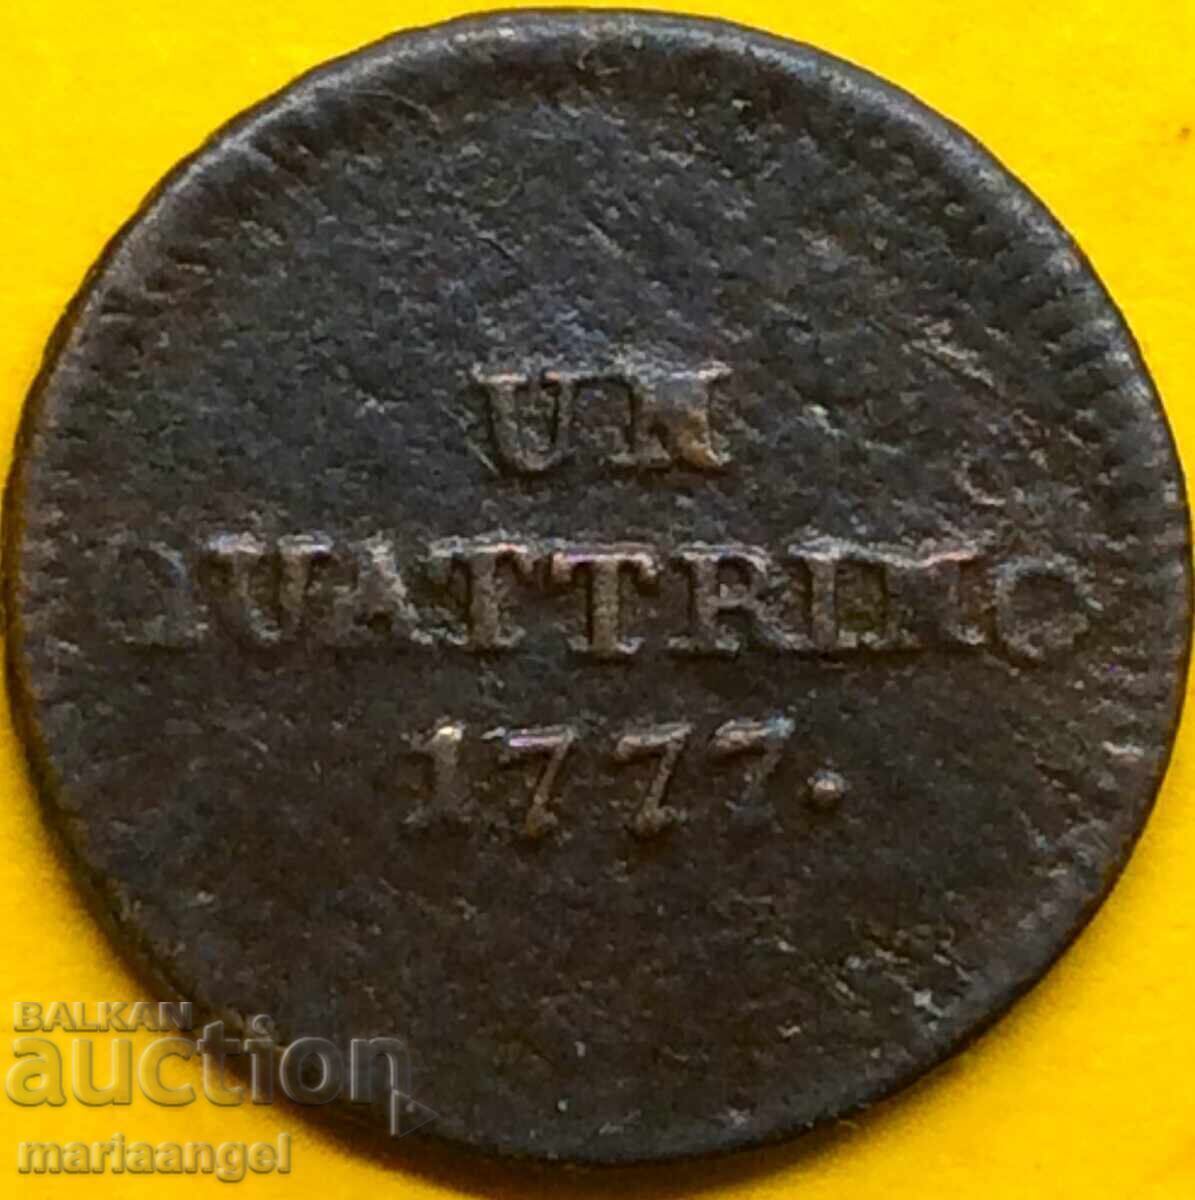 UN
QUATTRINO
1777.
BALKAN
auction
mariaangel